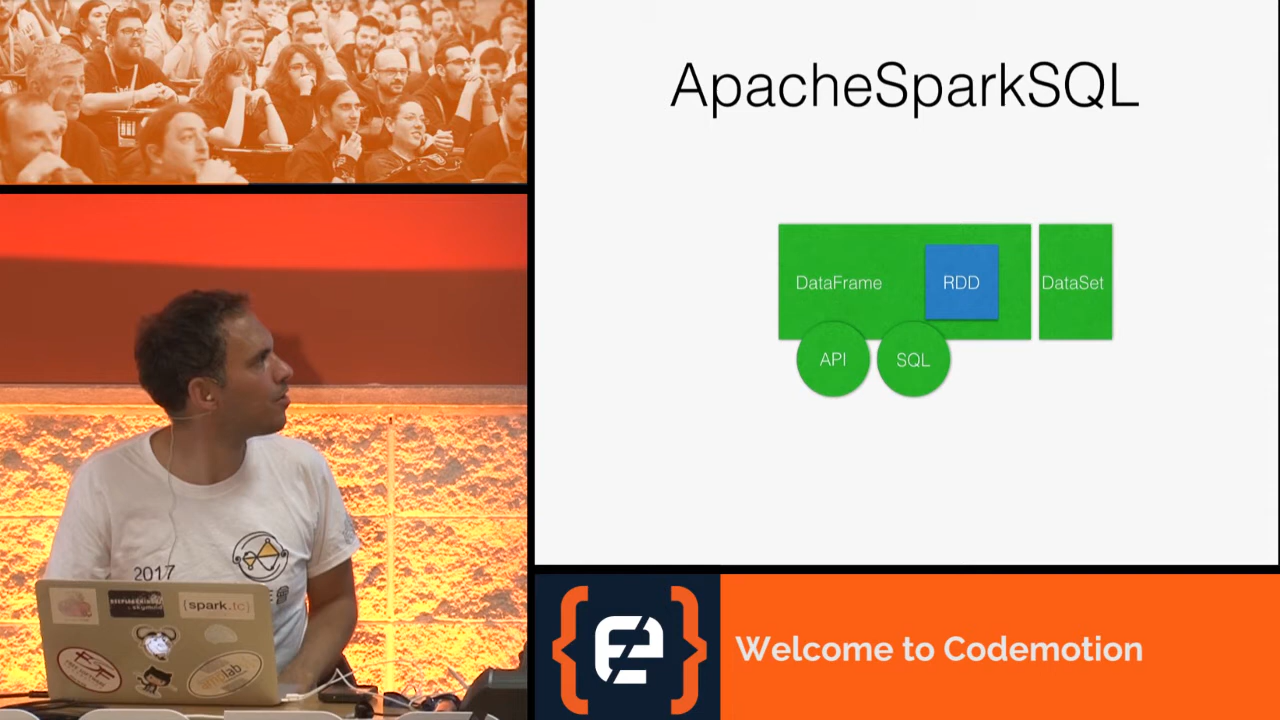 ApacheSparkSQL
DataFrame
RDD
DataSet
API
SQL
2017
{spark.tc}
Welcome to Codemotion